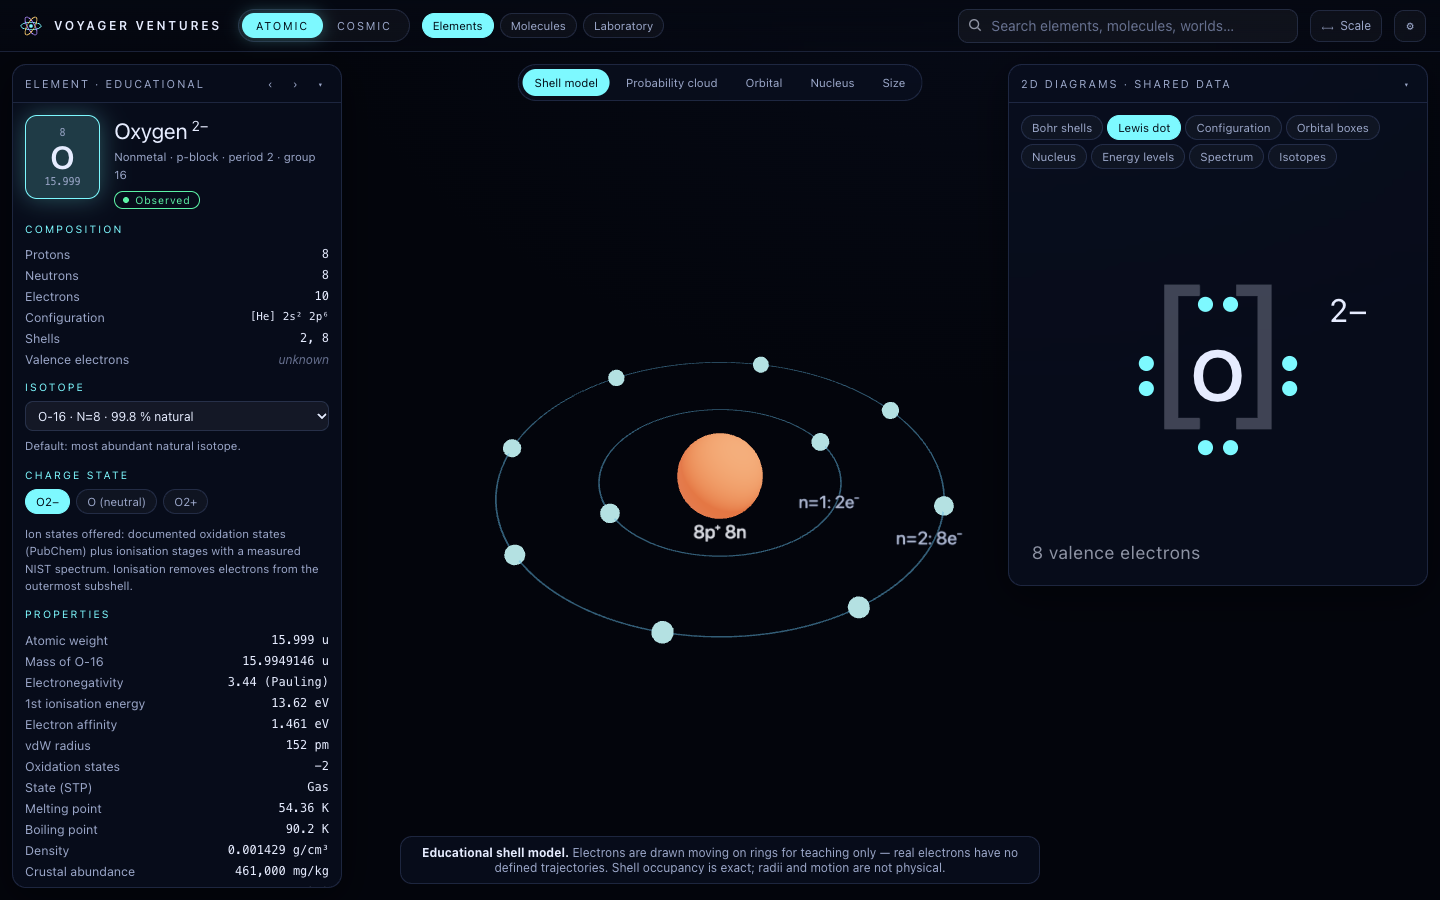 VOYAGER VENTURES
ATOMIC
COSMIC
Elements
Molecules
Laboratory
Search elements, molecules, worlds...
Scale
ELEMENT · EDUCATIONAL
8
O
15.999
Oxygen 2−
Nonmetal · p-block · period 2 · group
16
Observed
COMPOSITION
Protons 8
Neutrons 8
Electrons 10
Configuration [He] 2s² 2p⁶
Shells 2, 8
Valence electrons unknown
ISOTOPE
O-16 · N=8 · 99.8 % natural
Default: most abundant natural isotope.
CHARGE STATE
O2−
O (neutral)
O2+
Ion states offered: documented oxidation states
(PubChem) plus ionisation stages with a measured
NIST spectrum. Ionisation removes electrons from the
outermost subshell.
PROPERTIES
Atomic weight 15.999 u
Mass of O-16 15.9949146 u
Electronegativity 3.44 (Pauling)
1st ionisation energy 13.62 eV
Electron affinity 1.461 eV
vdW radius 152 pm
Oxidation states −2
State (STP) Gas
Melting point 54.36 K
Boiling point 90.2 K
Density 0.001429 g/cm³
Crustal abundance 461,000 mg/kg
Shell model
Probability cloud
Orbital
Nucleus
Size
n=1: 2e⁻
8p⁺ 8n
n=2: 8e⁻
Educational shell model. Electrons are drawn moving on rings for teaching only — real electrons have no
defined trajectories. Shell occupancy is exact; radii and motion are not physical.
2D DIAGRAMS · SHARED DATA
Bohr shells
Lewis dot
Configuration
Orbital boxes
Nucleus
Energy levels
Spectrum
Isotopes
[O]
2−
8 valence electrons